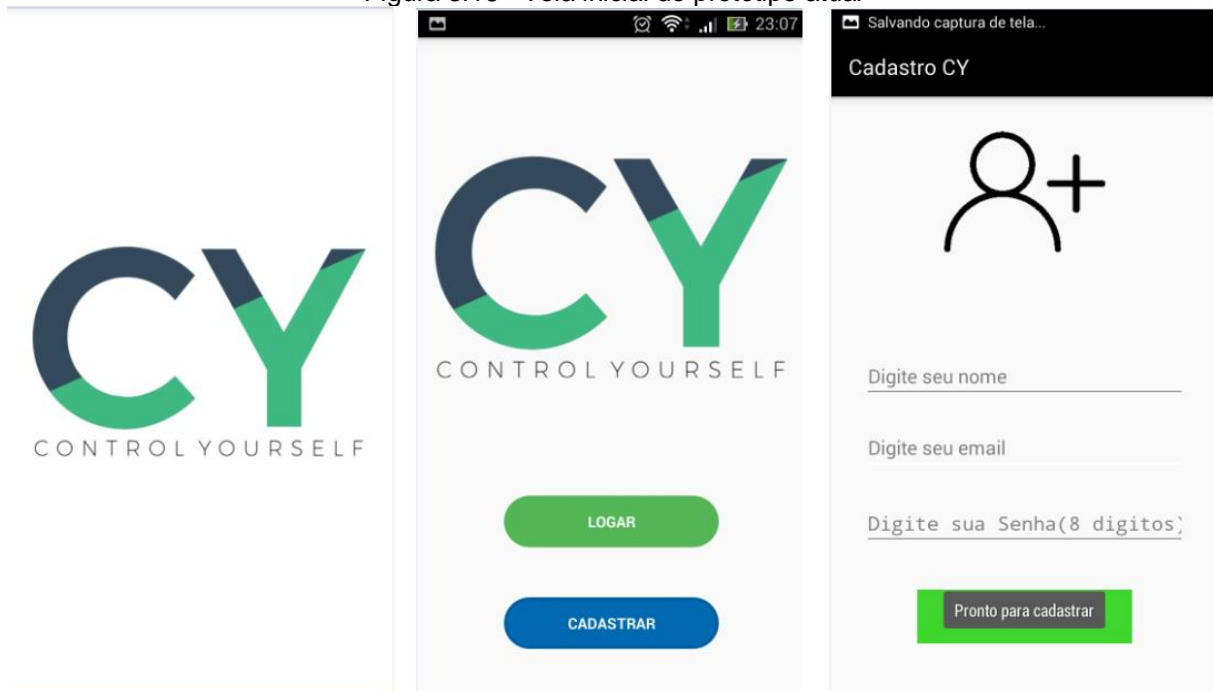 CY
CONTROL YOURSELF
23:07
CY
CONTROL YOURSELF
LOGAR
CADASTRAR
Salvando captura de tela...
Cadastro CY
Digite seu nome
Digite seu email
Digite sua Senha(8 digitos)
Pronto para cadastrar